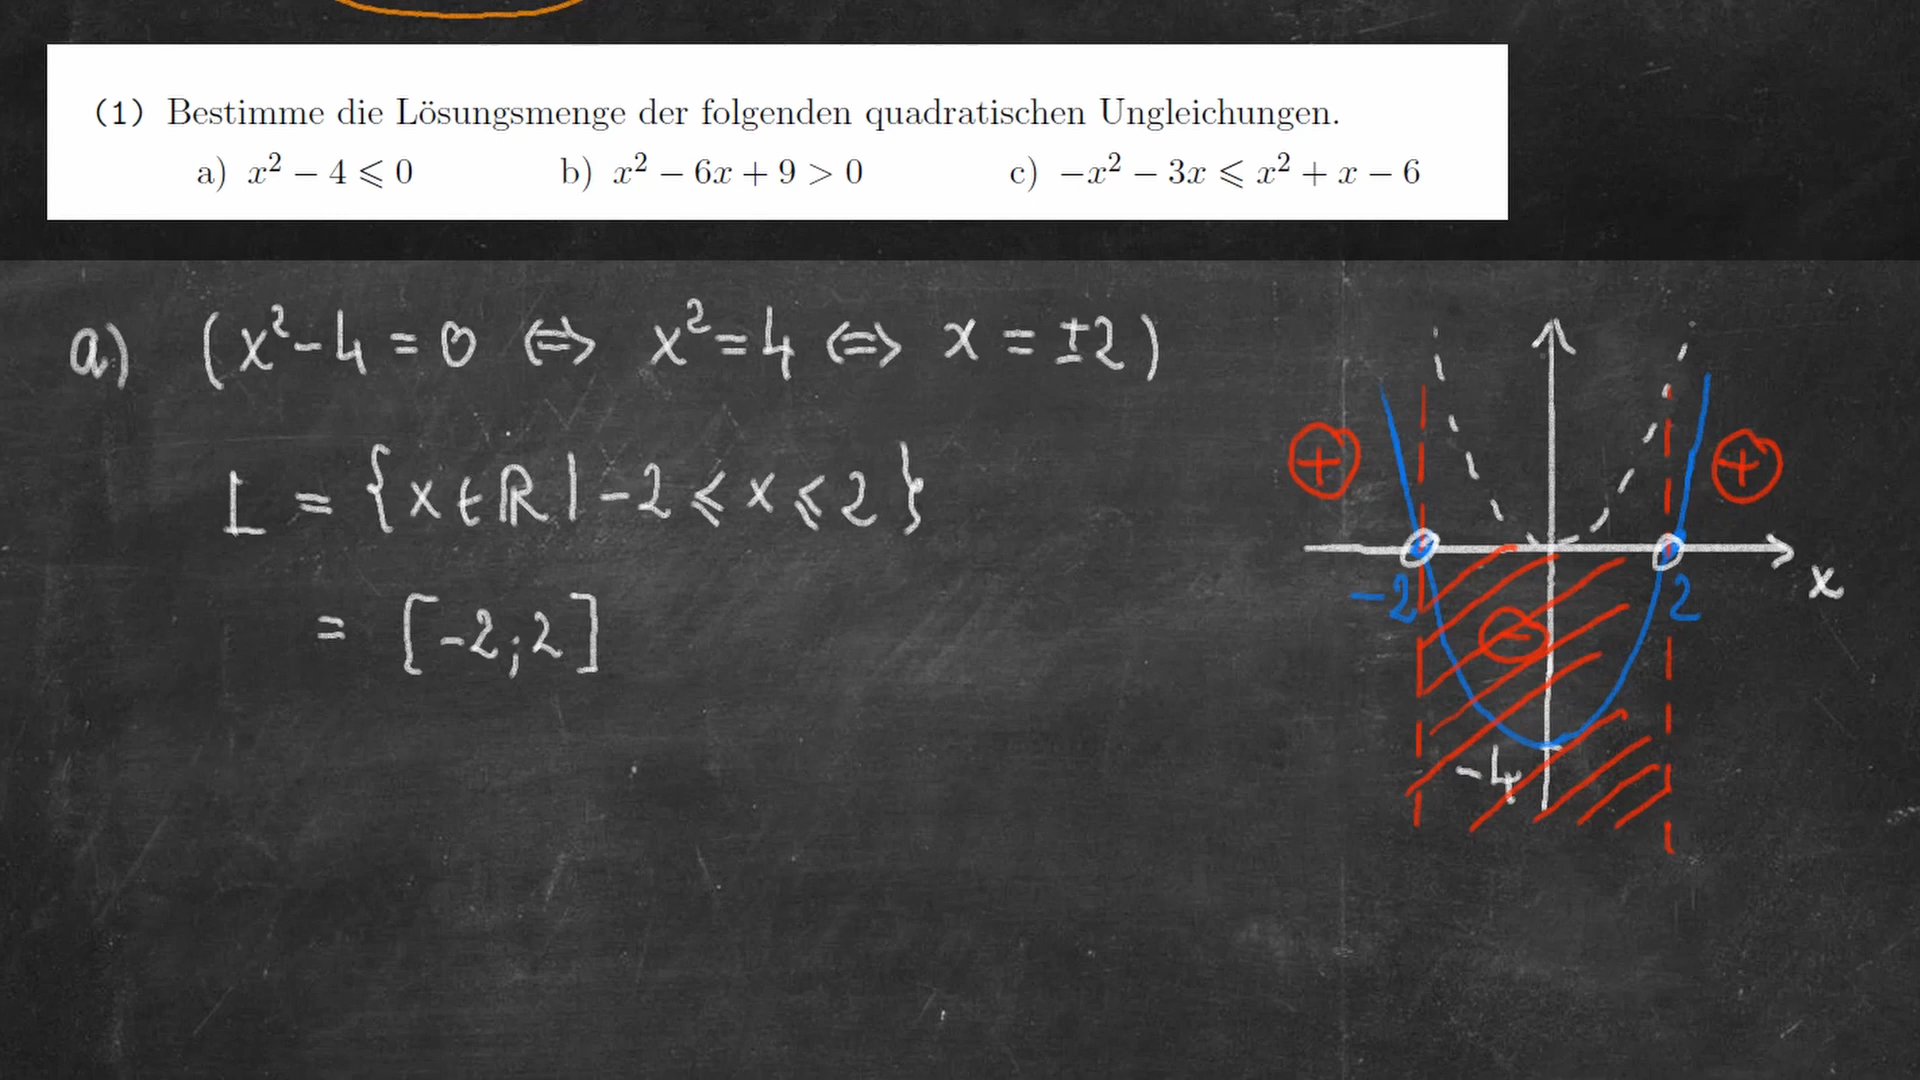 (1) Bestimme die Lösungsmenge der folgenden quadratischen Ungleichungen.
a) x² − 4 ⩽ 0 b) x² − 6x + 9 > 0 c) −x² − 3x ⩽ x² + x − 6
a) (x²−4 = 0 ⇔ x² = 4 ⇔ x = ±2)
L = {x ∈ ℝ | −2 ⩽ x ⩽ 2}
= [−2; 2]
+ +
−2 2 x
−
−4